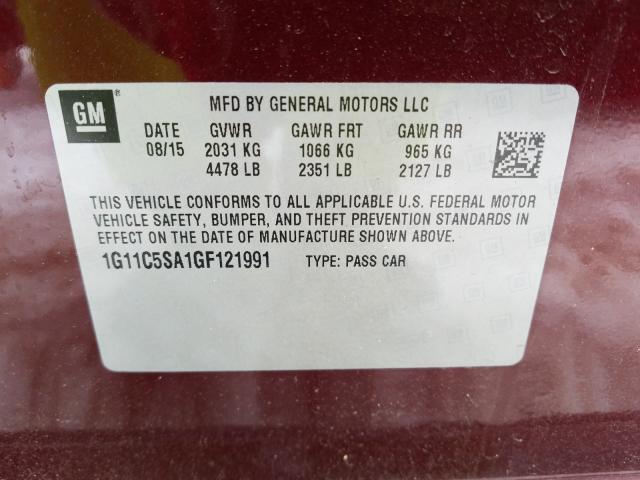 GM®
MFD BY GENERAL MOTORS LLC
DATE GVWR GAWR FRT GAWR RR
08/15 2031 KG 1066 KG 965 KG
4478 LB 2351 LB 2127 LB
THIS VEHICLE CONFORMS TO ALL APPLICABLE U.S. FEDERAL MOTOR
VEHICLE SAFETY, BUMPER, AND THEFT PREVENTION STANDARDS IN
EFFECT ON THE DATE OF MANUFACTURE SHOWN ABOVE.
1G11C5SA1GF121991 TYPE: PASS CAR